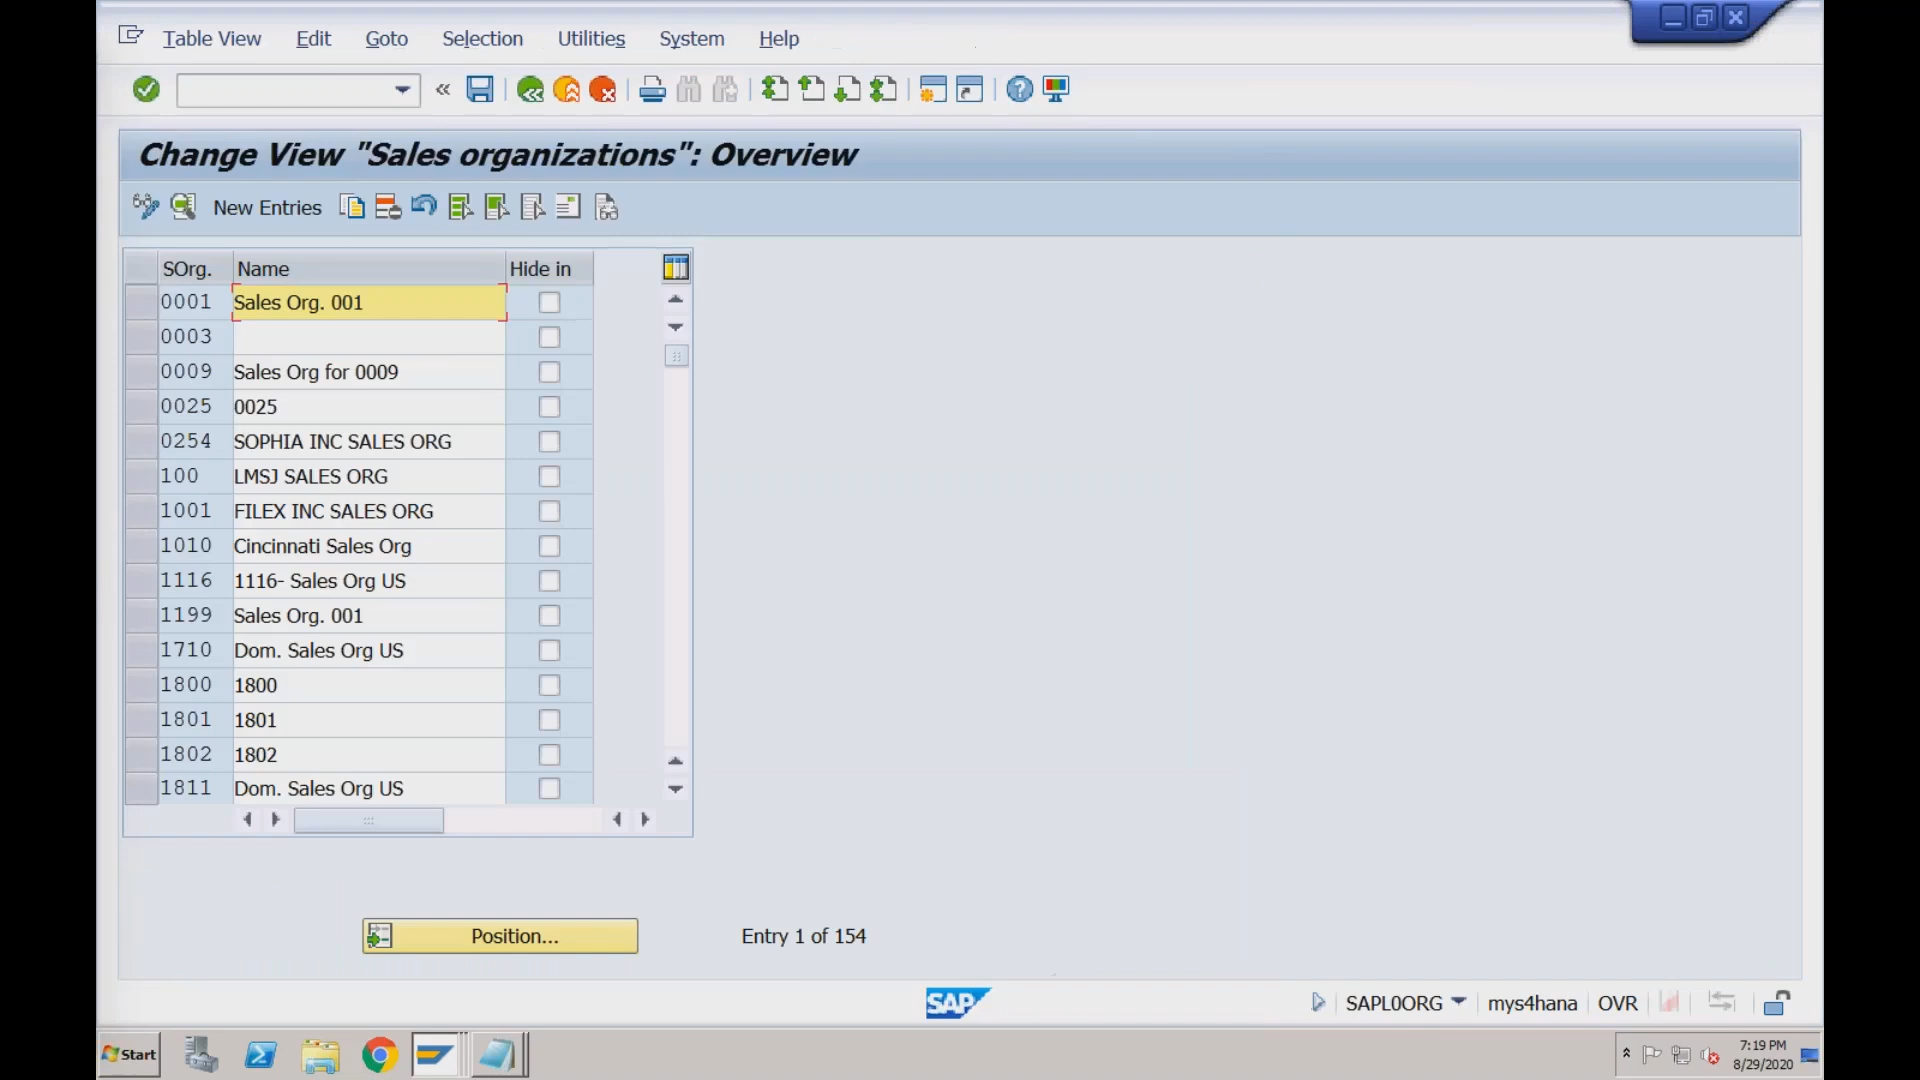 Table View Edit Goto Selection Utilities System Help
Change View "Sales organizations": Overview
New Entries
SOrg. Name Hide in
0001 Sales Org. 001
0003
0009 Sales Org for 0009
0025 0025
0254 SOPHIA INC SALES ORG
100 LMSJ SALES ORG
1001 FILEX INC SALES ORG
1010 Cincinnati Sales Org
1116 1116- Sales Org US
1199 Sales Org. 001
1710 Dom. Sales Org US
1800 1800
1801 1801
1802 1802
1811 Dom. Sales Org US
Position... Entry 1 of 154
SAP SAPL0ORG mys4hana OVR
Start 7:19 PM
8/29/2020